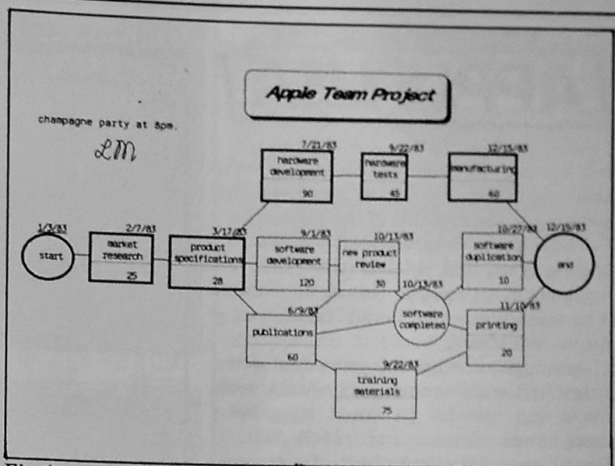 Apple Team Project
champagne party at 8pm.
LM
7/21/83
hardware
development
90
9/22/83
hardware
tests
45
12/15/83
manufacturing
60
1/3/83
start
2/7/83
market
research
25
3/17/83
product
specifications
28
9/1/83
software
development
120
10/13/83
new product
review
30
10/13/83
software
completed
10/27/83
software
duplication
10
12/15/83
end
6/9/83
publications
60
11/10/83
printing
20
9/22/83
training
materials
75